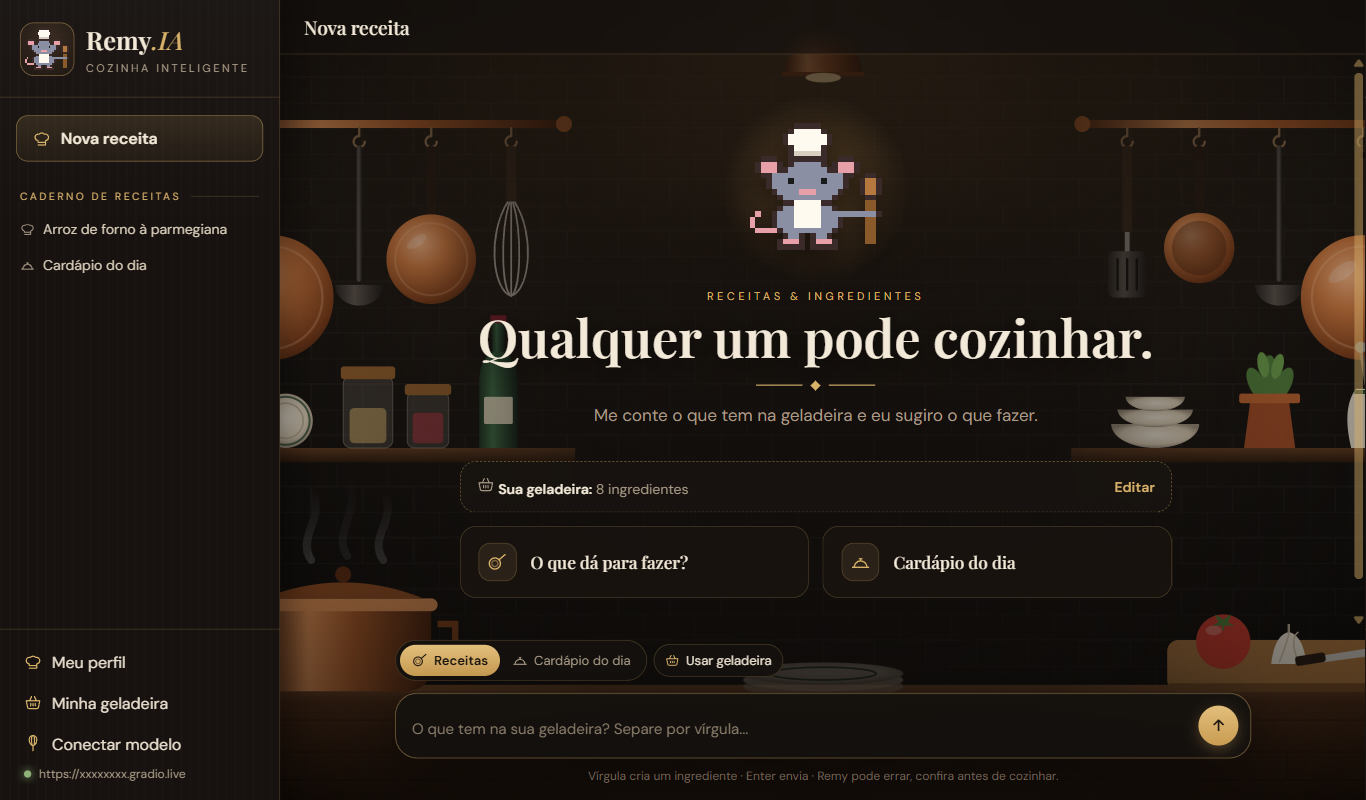 Remy.IA
COZINHA INTELIGENTE
Nova receita
CADERNO DE RECEITAS
Arroz de forno à parmegiana
Cardápio do dia
Meu perfil
Minha geladeira
Conectar modelo
https://xxxxxxxx.gradio.live
Nova receita
RECEITAS & INGREDIENTES
Qualquer um pode cozinhar.
Me conte o que tem na geladeira e eu sugiro o que fazer.
Sua geladeira: 8 ingredientes
Editar
O que dá para fazer?
Cardápio do dia
Receitas
Cardápio do dia
Usar geladeira
O que tem na sua geladeira? Separe por vírgula...
Virgula cria um ingrediente · Enter envia · Remy pode errar, confira antes de cozinhar.